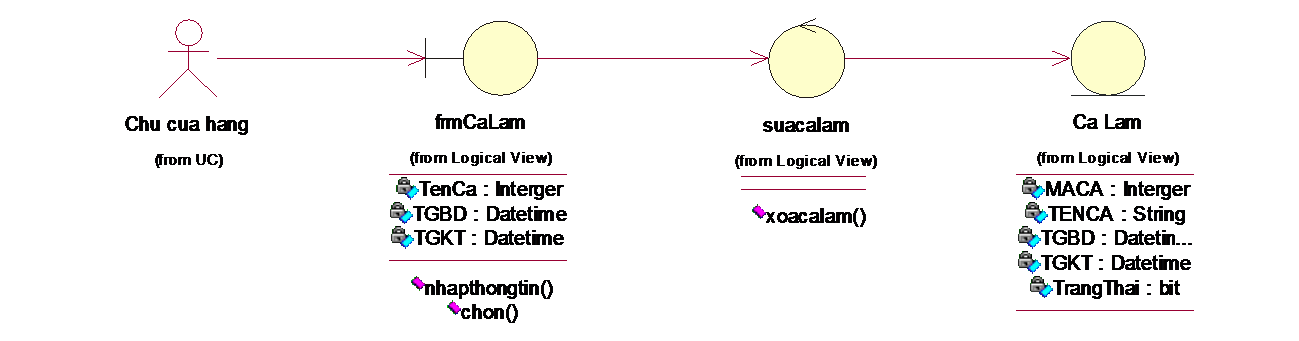 Chu cua hang
(from UC)
frmCaLam
(from Logical View)
TenCa : Interger
TGBD : Datetime
TGKT : Datetime
nhapthongtin()
chon()
suacalam
(from Logical View)
xoacalam()
Ca Lam
(from Logical View)
MACA : Interger
TENCA : String
TGBD : Datetin...
TGKT : Datetime
TrangThai : bit